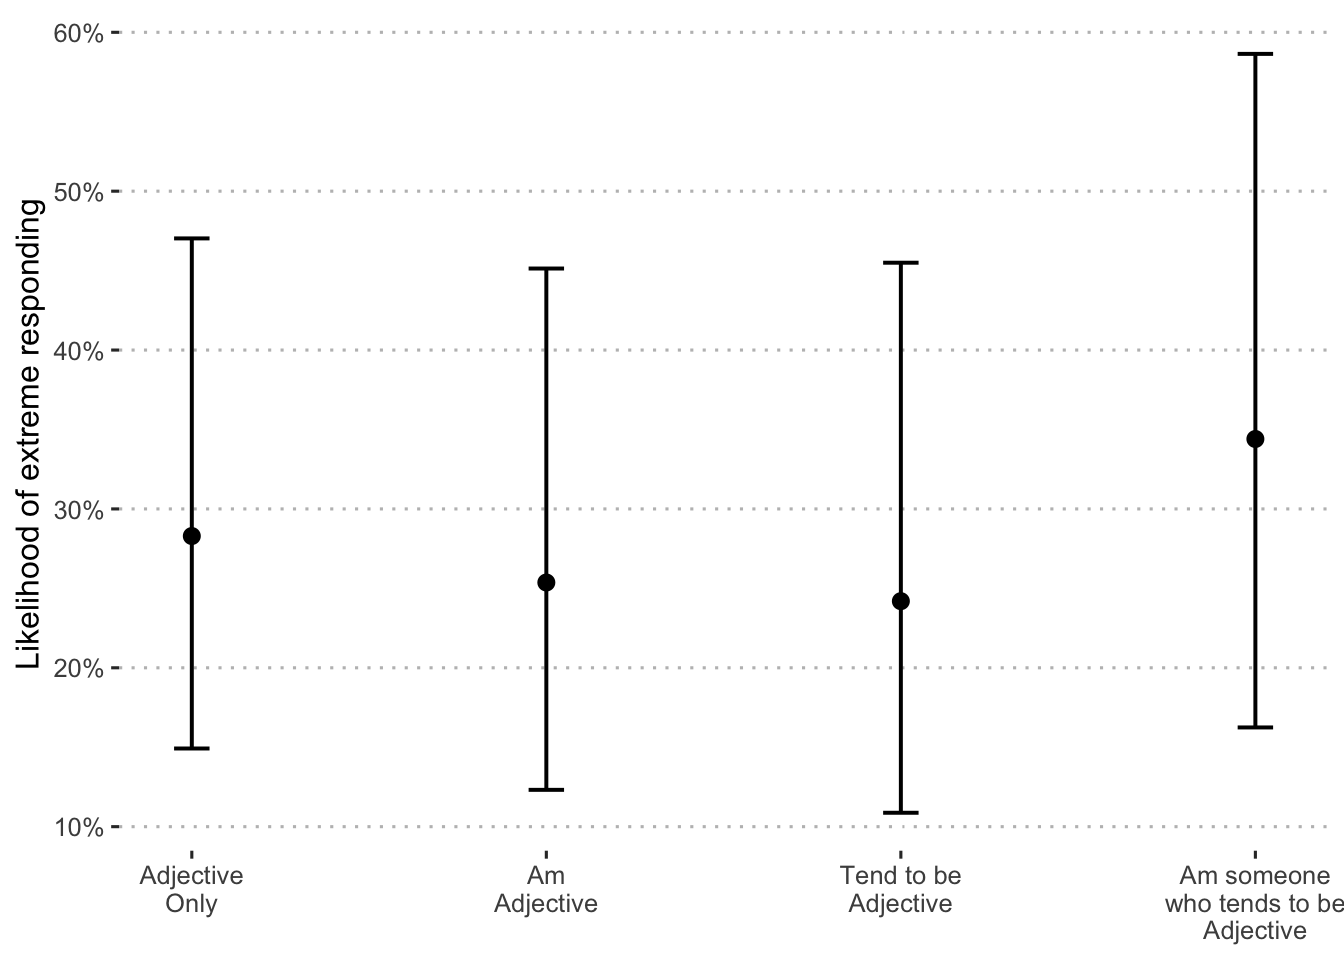 60%
50%
40%
30%
20%
10%
Likelihood of extreme responding
Adjective
Only
Am
Adjective
Tend to be
Adjective
Am someone
who tends to be
Adjective